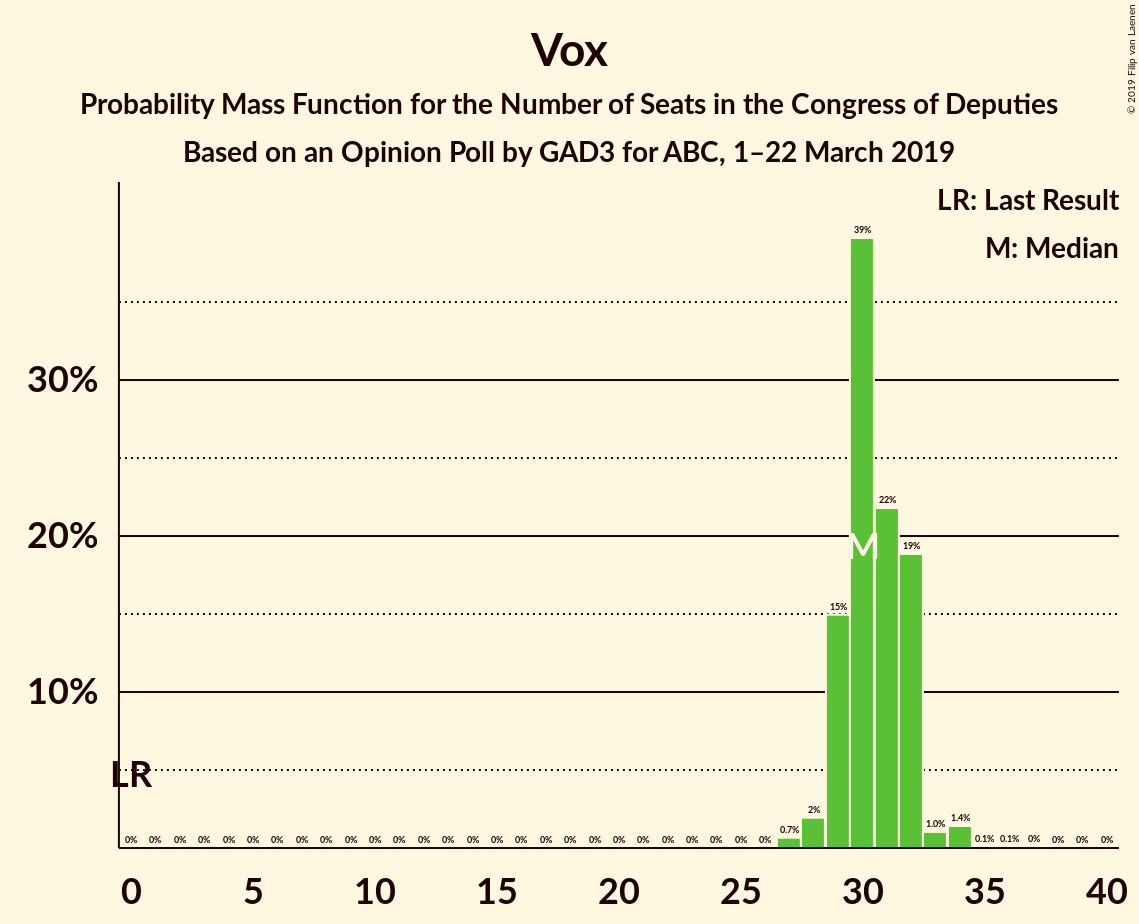 © 2019 Filip van Laenen
Vox
Probability Mass Function for the Number of Seats in the Congress of Deputies
Based on an Opinion Poll by GAD3 for ABC, 1–22 March 2019
LR: Last Result
M: Median
39%
30%
22%
20%
M
19%
15%
10%
LR
2%
1.4%
1.0%
0.7%
0% 0% 0% 0% 0% 0% 0% 0% 0% 0% 0% 0% 0% 0% 0% 0% 0% 0% 0% 0% 0% 0% 0% 0% 0% 0% 0% 0.1% 0.1% 0% 0% 0% 0%
0 5 10 15 20 25 30 35 40